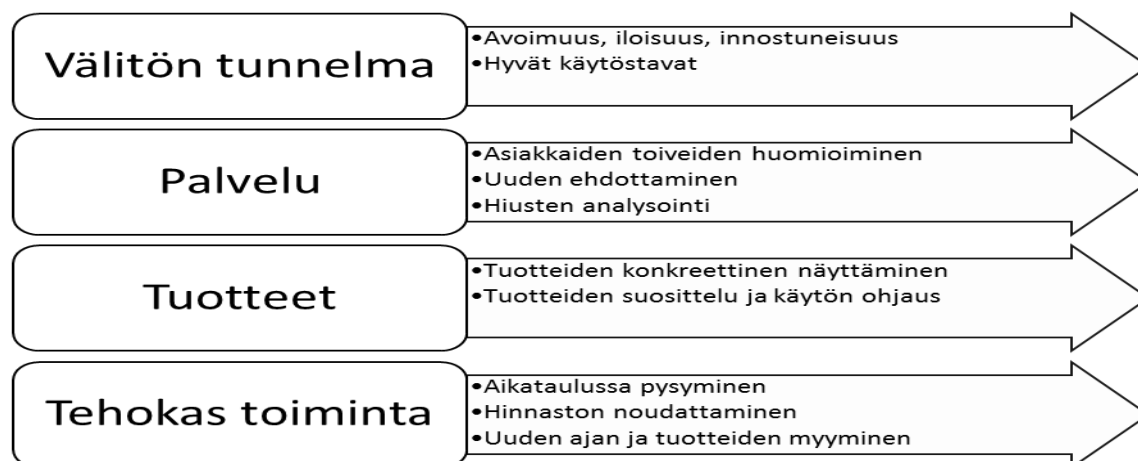 Välitön tunnelma
•Avoimuus, iloisuus, innostuneisuus
•Hyvät käytöstavat
Palvelu
•Asiakkaiden toiveiden huomioiminen
•Uuden ehdottaminen
•Hiusten analysointi
Tuotteet
•Tuotteiden konkreettinen näyttäminen
•Tuotteiden suosittelu ja käytön ohjaus
Tehokas toiminta
•Aikataulussa pysyminen
•Hinnaston noudattaminen
•Uuden ajan ja tuotteiden myyminen